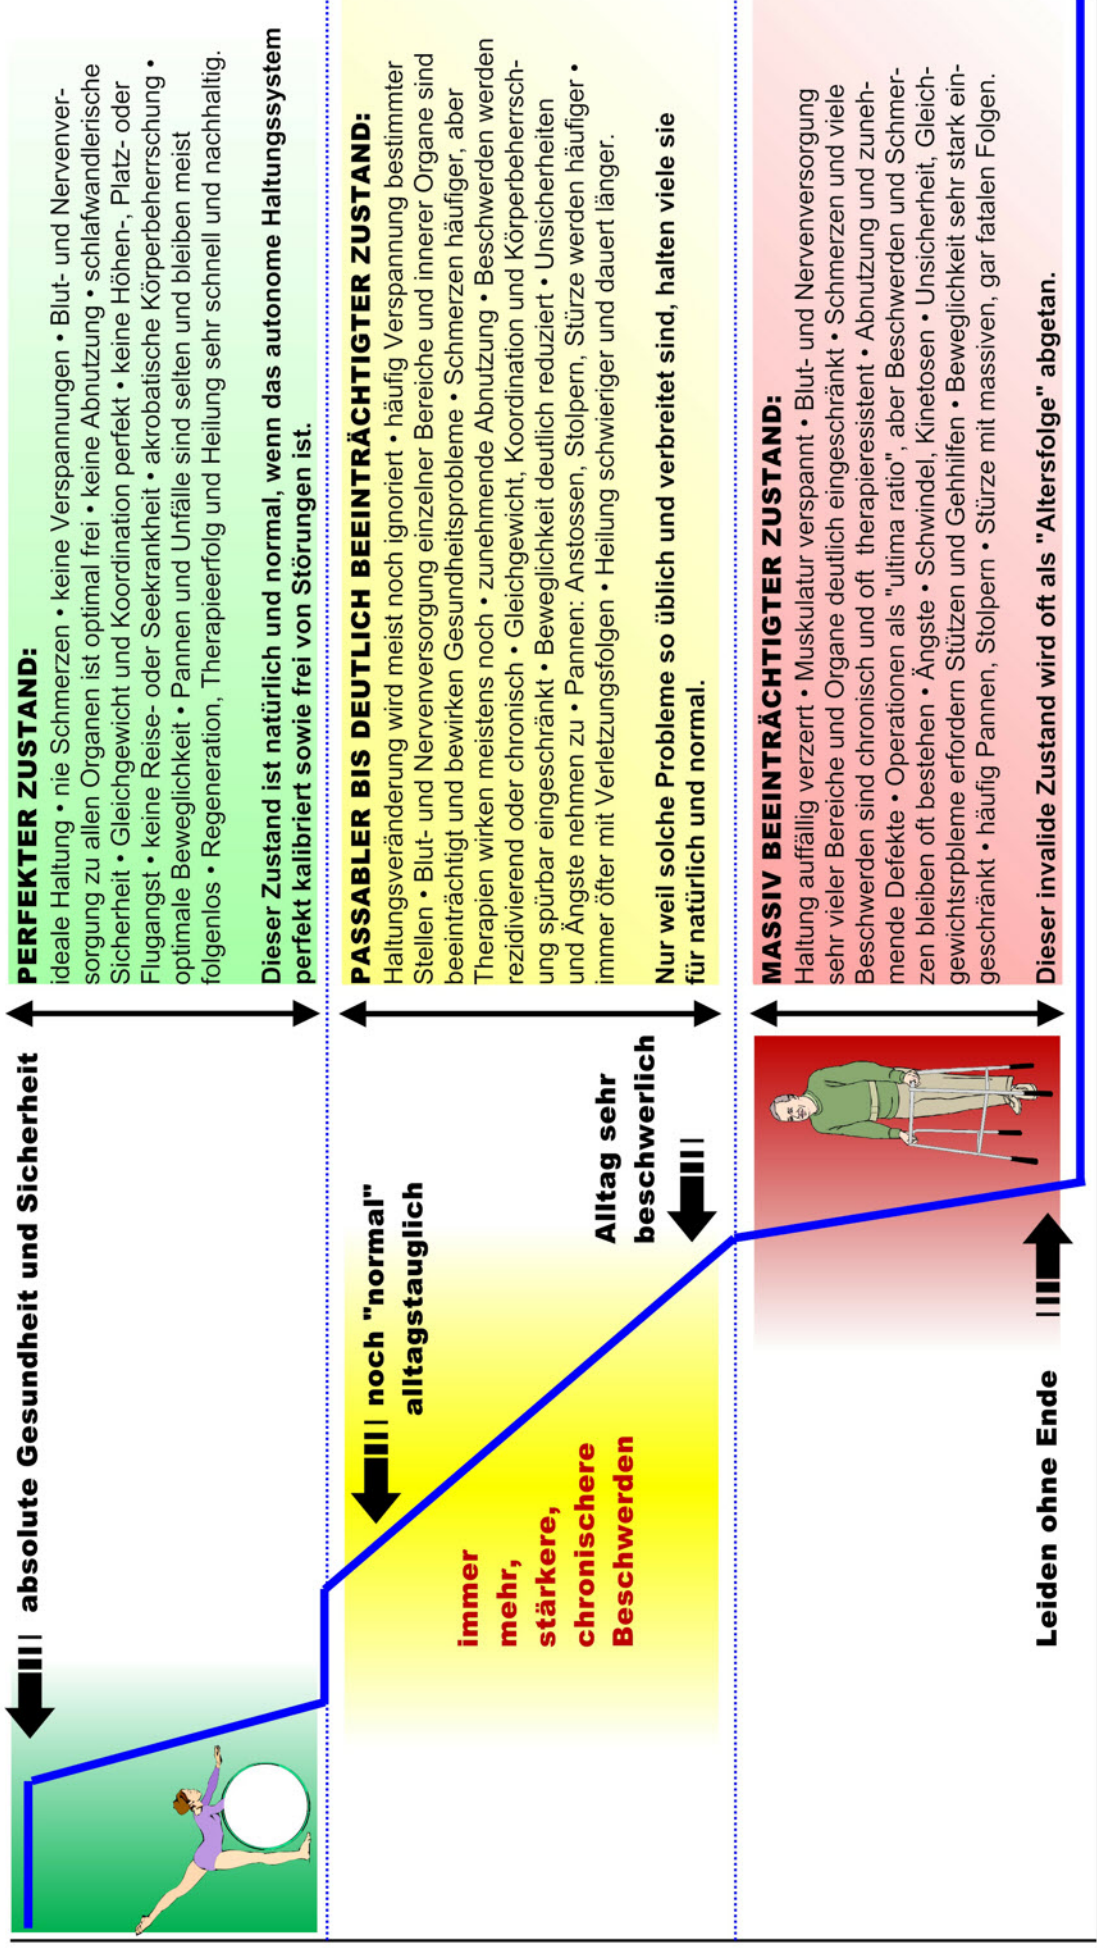 absolute Gesundheit und Sicherheit
noch "normal"
alltagstauglich
immer
mehr,
stärkere,
chronischere
Beschwerden
Alltag sehr
beschwerlich
Leiden ohne Ende
PERFEKTER ZUSTAND:
ideale Haltung • nie Schmerzen • keine Verspannungen • Blut- und Nervenver-
sorgung zu allen Organen ist optimal frei • keine Abnutzung • schlafwandlerische
Sicherheit • Gleichgewicht und Koordination perfekt • keine Höhen-, Platz- oder
Flugangst • keine Reise- oder Seekrankheit • akrobatische Körperbeherrschung •
optimale Beweglichkeit • Pannen und Unfälle sind selten und bleiben meist
folgenlos • Regeneration, Therapieerfolg und Heilung sehr schnell und nachhaltig.
Dieser Zustand ist natürlich und normal, wenn das autonome Haltungssystem
perfekt kalibriert sowie frei von Störungen ist.
PASSABLER BIS DEUTLICH BEEINTRÄCHTIGTER ZUSTAND:
Haltungsveränderung wird meist noch ignoriert • häufig Verspannung bestimmter
Stellen • Blut- und Nervenversorgung einzelner Bereiche und innerer Organe sind
beeinträchtigt und bewirken Gesundheitsprobleme • Schmerzen häufiger, aber
Therapien wirken meistens noch • zunehmende Abnutzung • Beschwerden werden
rezidivierend oder chronisch • Gleichgewicht, Koordination und Körperbeherrsch-
ung spürbar eingeschränkt • Beweglichkeit deutlich reduziert • Unsicherheiten
und Ängste nehmen zu • Pannen: Anstossen, Stolpern, Stürze werden häufiger •
immer öfter mit Verletzungsfolgen • Heilung schwieriger und dauert länger.
Nur weil solche Probleme so üblich und verbreitet sind, halten viele sie
für natürlich und normal.
MASSIV BEEINTRÄCHTIGTER ZUSTAND:
Haltung auffällig verzerrt • Muskulatur verspannt • Blut- und Nervenversorgung
sehr vieler Bereiche und Organe deutlich eingeschränkt • Schmerzen und viele
Beschwerden sind chronisch und oft therapieresistent • Abnutzung und zuneh-
mende Defekte • Operationen als "ultima ratio", aber Beschwerden und Schmer-
zen bleiben oft bestehen • Ängste • Schwindel, Kinetosen • Unsicherheit, Gleich-
gewichtsrpbleme erfordern Stützen und Gehhilfen • Beweglichkeit sehr stark ein-
geschränkt • häufig Pannen, Stolpern • Stürze mit massiven, gar fatalen Folgen.
Dieser invalide Zustand wird oft als "Altersfolge" abgetan.